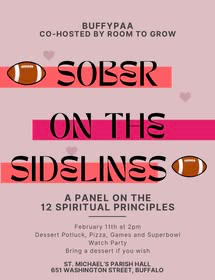 BUFFYPAA
CO-HOSTED BY ROOM TO GROW
SOBER
ON THE
SIDELINES
A PANEL ON THE
12 SPIRITUAL PRINCIPLES
February 11th at 2pm
Dessert Potluck, Pizza, Games and Superbowl
Watch Party
Bring a dessert if you wish
ST. MICHAEL'S PARISH HALL
651 WASHINGTON STREET, BUFFALO